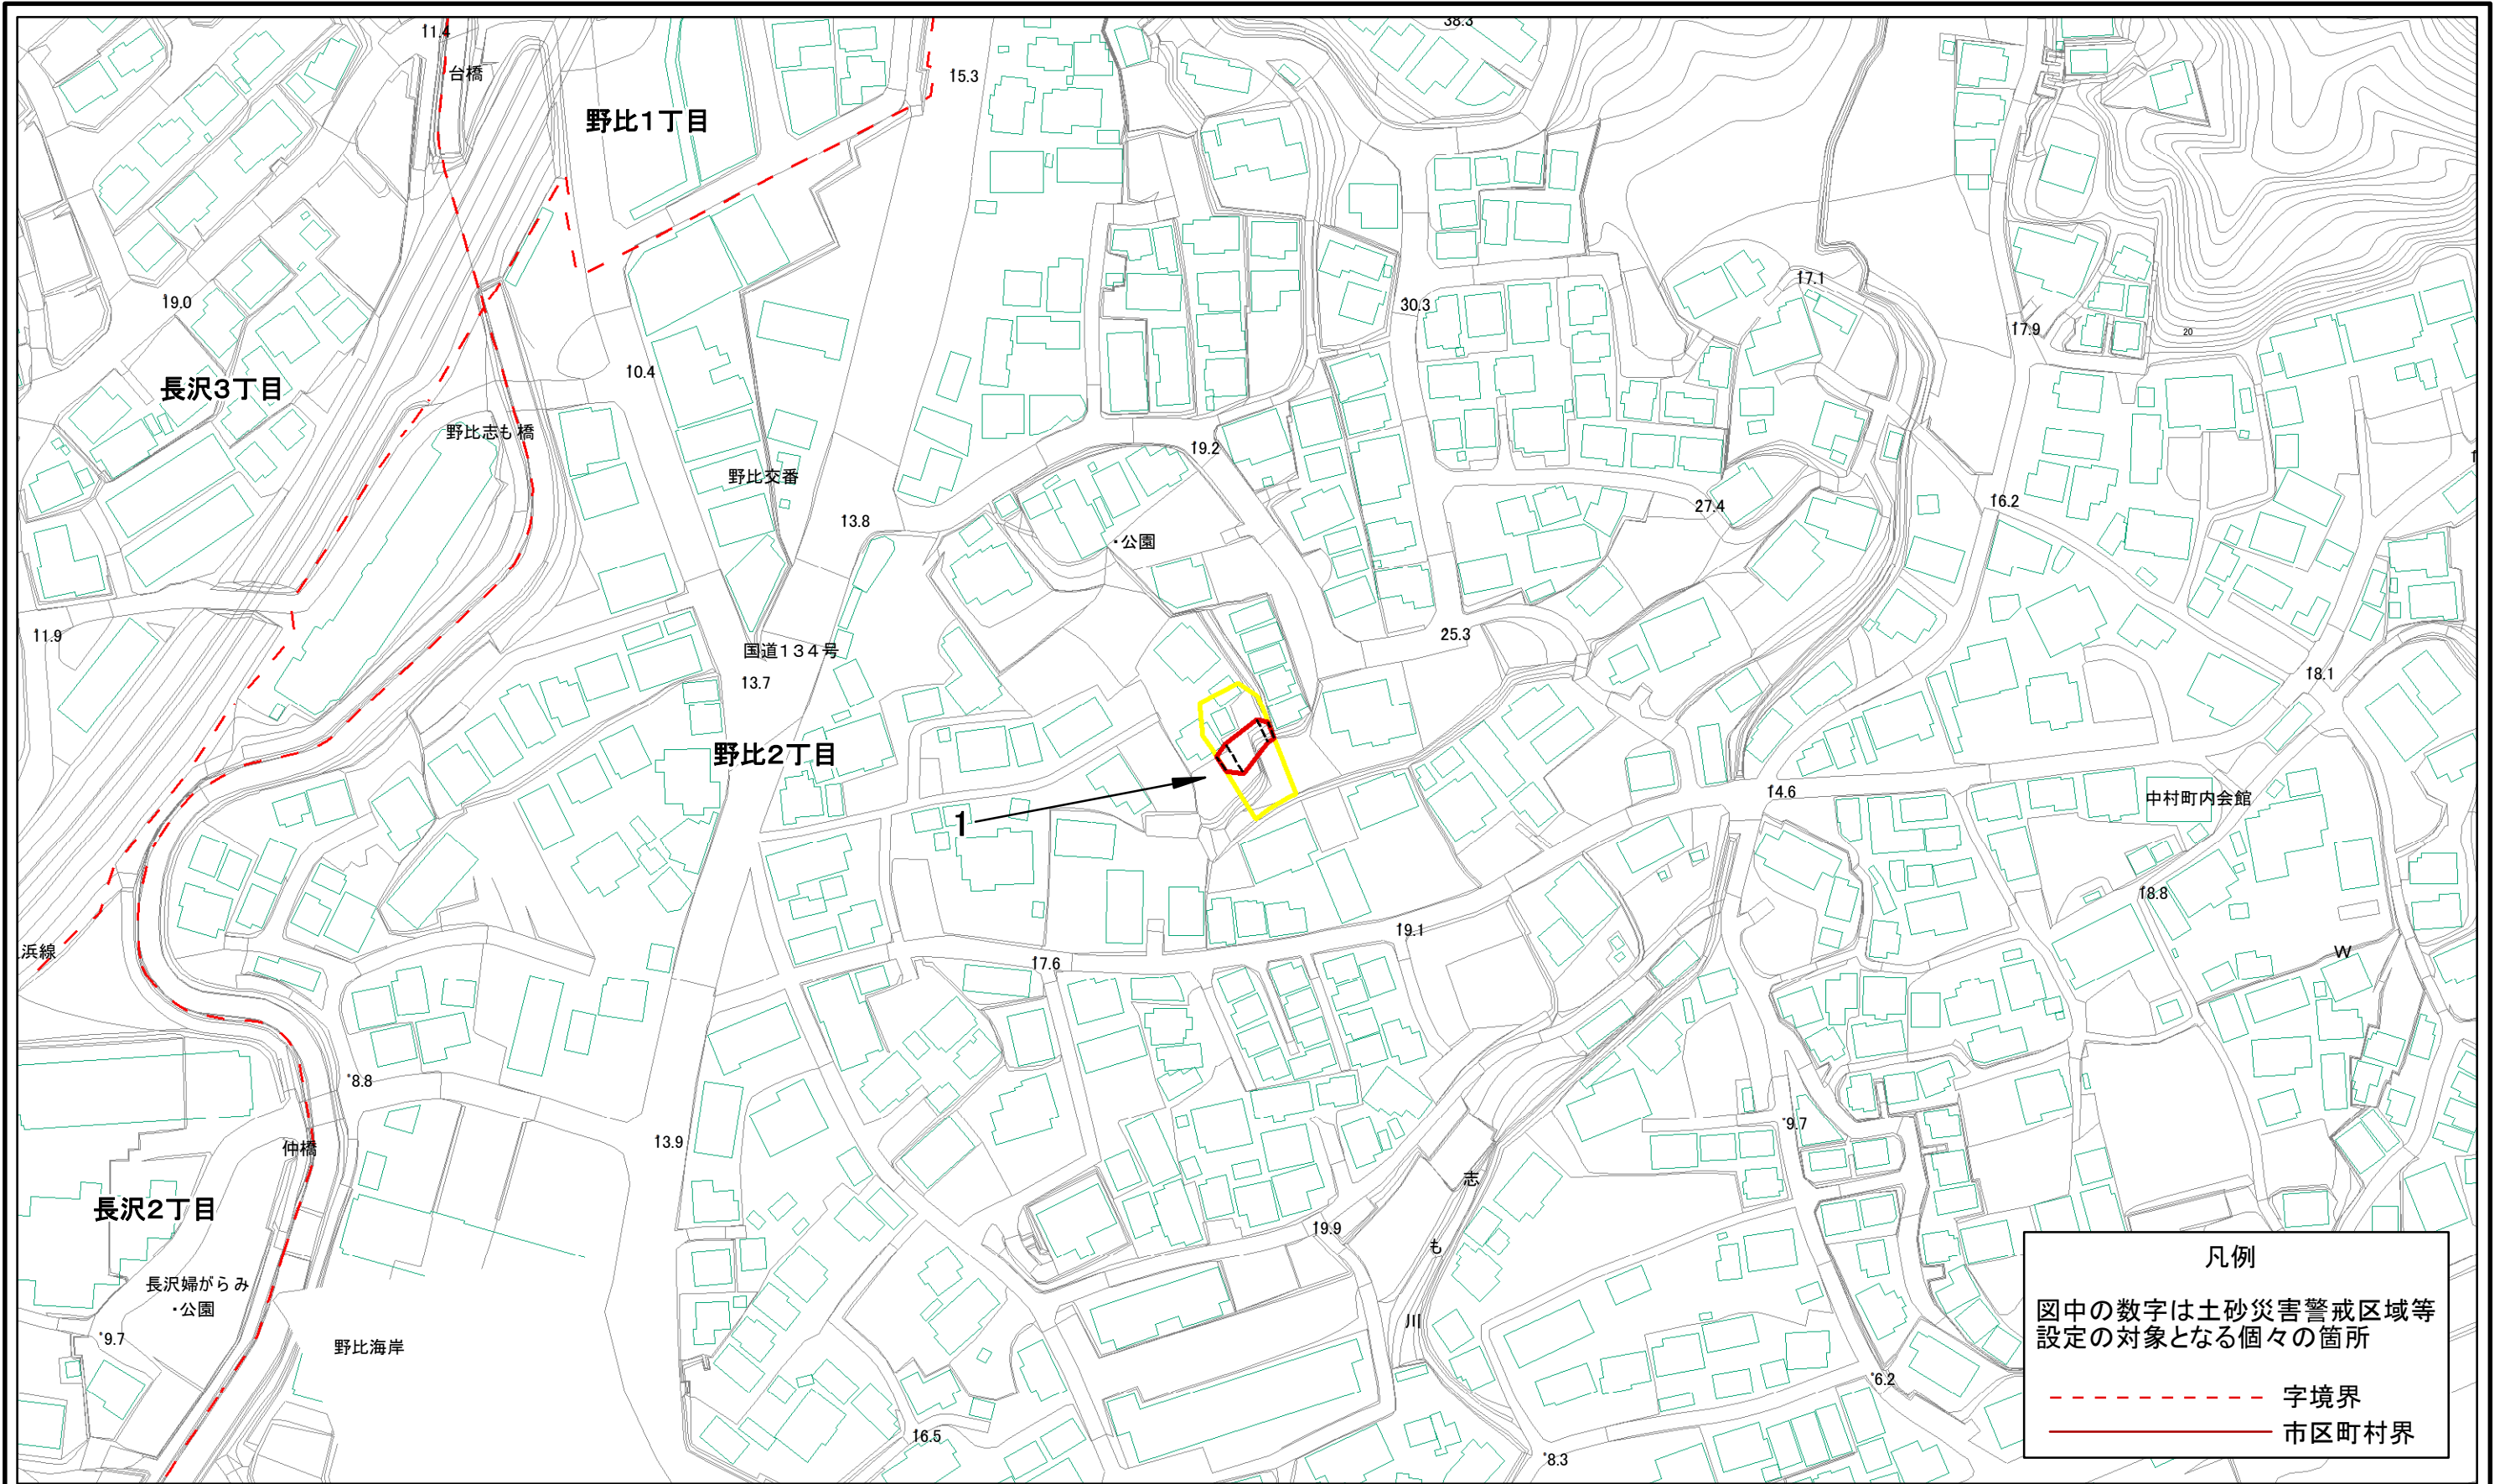 11.4
38.3
台橋
15.3
野比1丁目
17.1
19.0
30.3
17.9
20
10.4
長沢3丁目
野比志も橋
19.2
野比交番
16.2
27.4
13.8
・公園
11.9
25.3
国道134号
18.1
13.7
野比2丁目
14.6
中村町内会館
1
18.8
19.1
浜線
W
17.6
8.8
9.7
13.9
仲橋
志
長沢2丁目
19.9
も
長沢婦がらみ
・公園
川
9.7
野比海岸
6.2
16.5
8.3
凡例
図中の数字は土砂災害警戒区域等
設定の対象となる個々の箇所
字境界
市区町村界